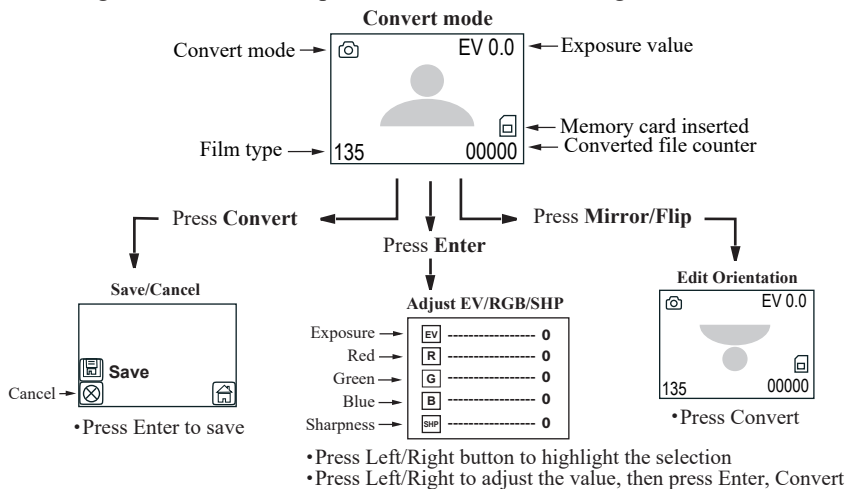 Convert mode
Convert mode
EV 0.0
Exposure value
Memory card inserted
Film type
135
00000
Converted file counter
Press Convert
Press Enter
Press Mirror/Flip
Save/Cancel
Save
Cancel
•Press Enter to save
Adjust EV/RGB/SHP
Exposure
EV ---------------- 0
Red
R ---------------- 0
Green
G ---------------- 0
Blue
B ---------------- 0
Sharpness
SHP ---------------- 0
•Press Left/Right button to highlight the selection
•Press Left/Right to adjust the value, then press Enter, Convert
Edit Orientation
EV 0.0
135
00000
•Press Convert